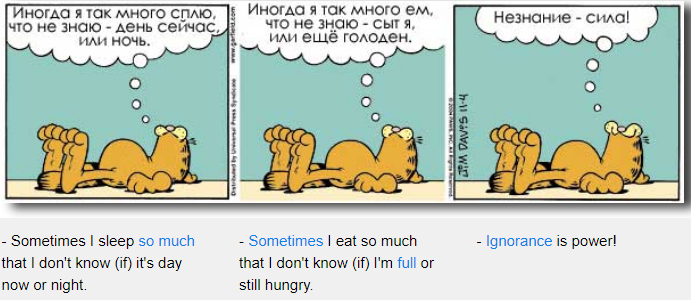 Иногда я так много сплю,
что не знаю - день сейчас,
или ночь.
www.garfield.com
Иногда я так много ем,
что не знаю - сыт я,
или ещё голоден.
Distributed by Universal Press Syndicate
Незнание - сила!
© 2004 PAWS, INC. All Rights Reserved.
JIM DAVIS 11-4
- Sometimes I sleep so much
that I don't know (if) it's day
now or night.
- Sometimes I eat so much
that I don't know (if) I'm full or
still hungry.
- Ignorance is power!